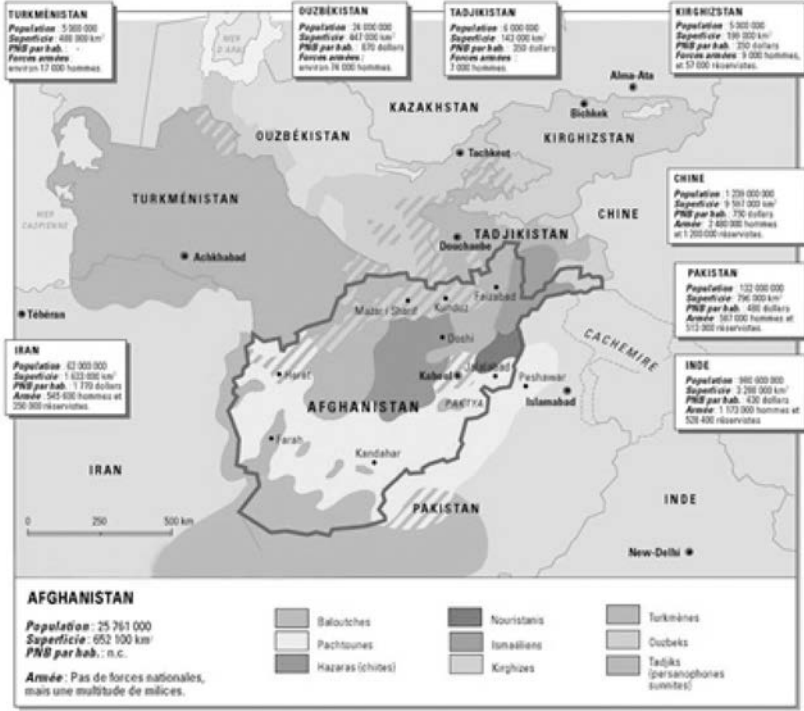 TURKMÉNISTAN
Population : 5 000 000
Superficie : 488 000 km²
PNB par hab. : -
Forces armées :
environ 17 000 hommes.
OUZBÉKISTAN
Population : 24 000 000
Superficie : 447 000 km²
PNB par hab. : 870 dollars
Forces armées :
environ 74 000 hommes.
TADJIKISTAN
Population : 6 000 000
Superficie : 143 000 km²
PNB par hab. : 350 dollars
Forces armées :
7 000 hommes.
KIRGHIZSTAN
Population : 5 000 000
Superficie : 199 000 km²
PNB par hab. : 350 dollars
Forces armées : 9 000 hommes,
et 57 000 réservistes.
MER
D'ARAL
Alma-Ata
KAZAKHSTAN
Bichkek
OUZBÉKISTAN
KIRGHIZSTAN
Tachkent
CHINE
Population : 1 239 000 000
Superficie : 9 597 000 km²
PNB par hab. : 750 dollars
Armée : 2 480 000 hommes
et 1 200 000 réservistes.
TURKMÉNISTAN
CHINE
MER
CASPIENNE
TADJIKISTAN
Douchanbe
Achkhabad
PAKISTAN
Population : 132 000 000
Superficie : 796 000 km²
PNB par hab. : 480 dollars
Armée : 587 000 hommes et
513 000 réservistes.
Faizabad
Mazar i Sharif
Kunduz
Téhéran
Doshi
CACHEMIRE
IRAN
Population : 62 000 000
Superficie : 1 633 000 km²
PNB par hab. : 1 770 dollars
Armée : 545 600 hommes et
350 000 réservistes.
INDE
Population : 980 000 000
Superficie : 3 288 000 km²
PNB par hab. : 430 dollars
Armée : 1 173 000 hommes et
528 400 réservistes
Herat
Kaboul
Jalalabad
Peshawar
Islamabad
AFGHANISTAN
PAKTYA
Farah
Kandahar
IRAN
PAKISTAN
INDE
0 250 500 km
New-Delhi
AFGHANISTAN
Population : 25 761 000
Superficie : 652 100 km²
PNB par hab. : n.c.
Armée : Pas de forces nationales,
mais une multitude de milices.
Baloutches
Pachtounes
Hazaras (chiites)
Nouristanis
Ismaéliens
Kirghizes
Turkmènes
Ouzbeks
Tadjiks
(persanophones
sunnites)